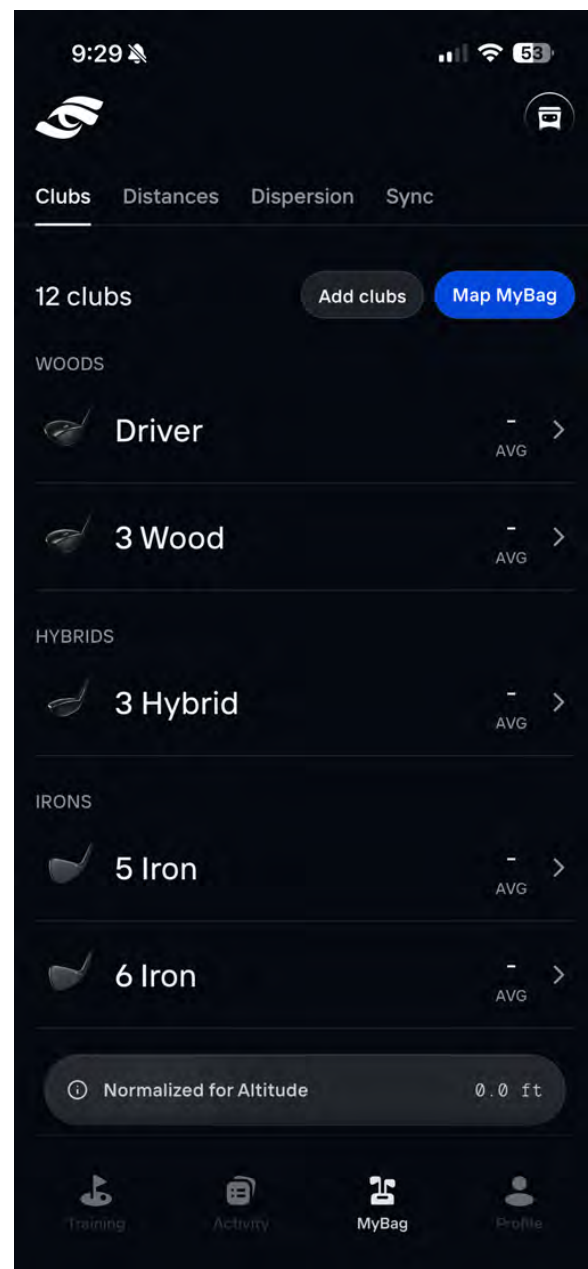 9:29
53
Clubs Distances Dispersion Sync
12 clubs Add clubs Map MyBag
WOODS
Driver -
AVG
3 Wood -
AVG
HYBRIDS
3 Hybrid -
AVG
IRONS
5 Iron -
AVG
6 Iron -
AVG
Normalized for Altitude 0.0 ft
Training Activity MyBag Profile